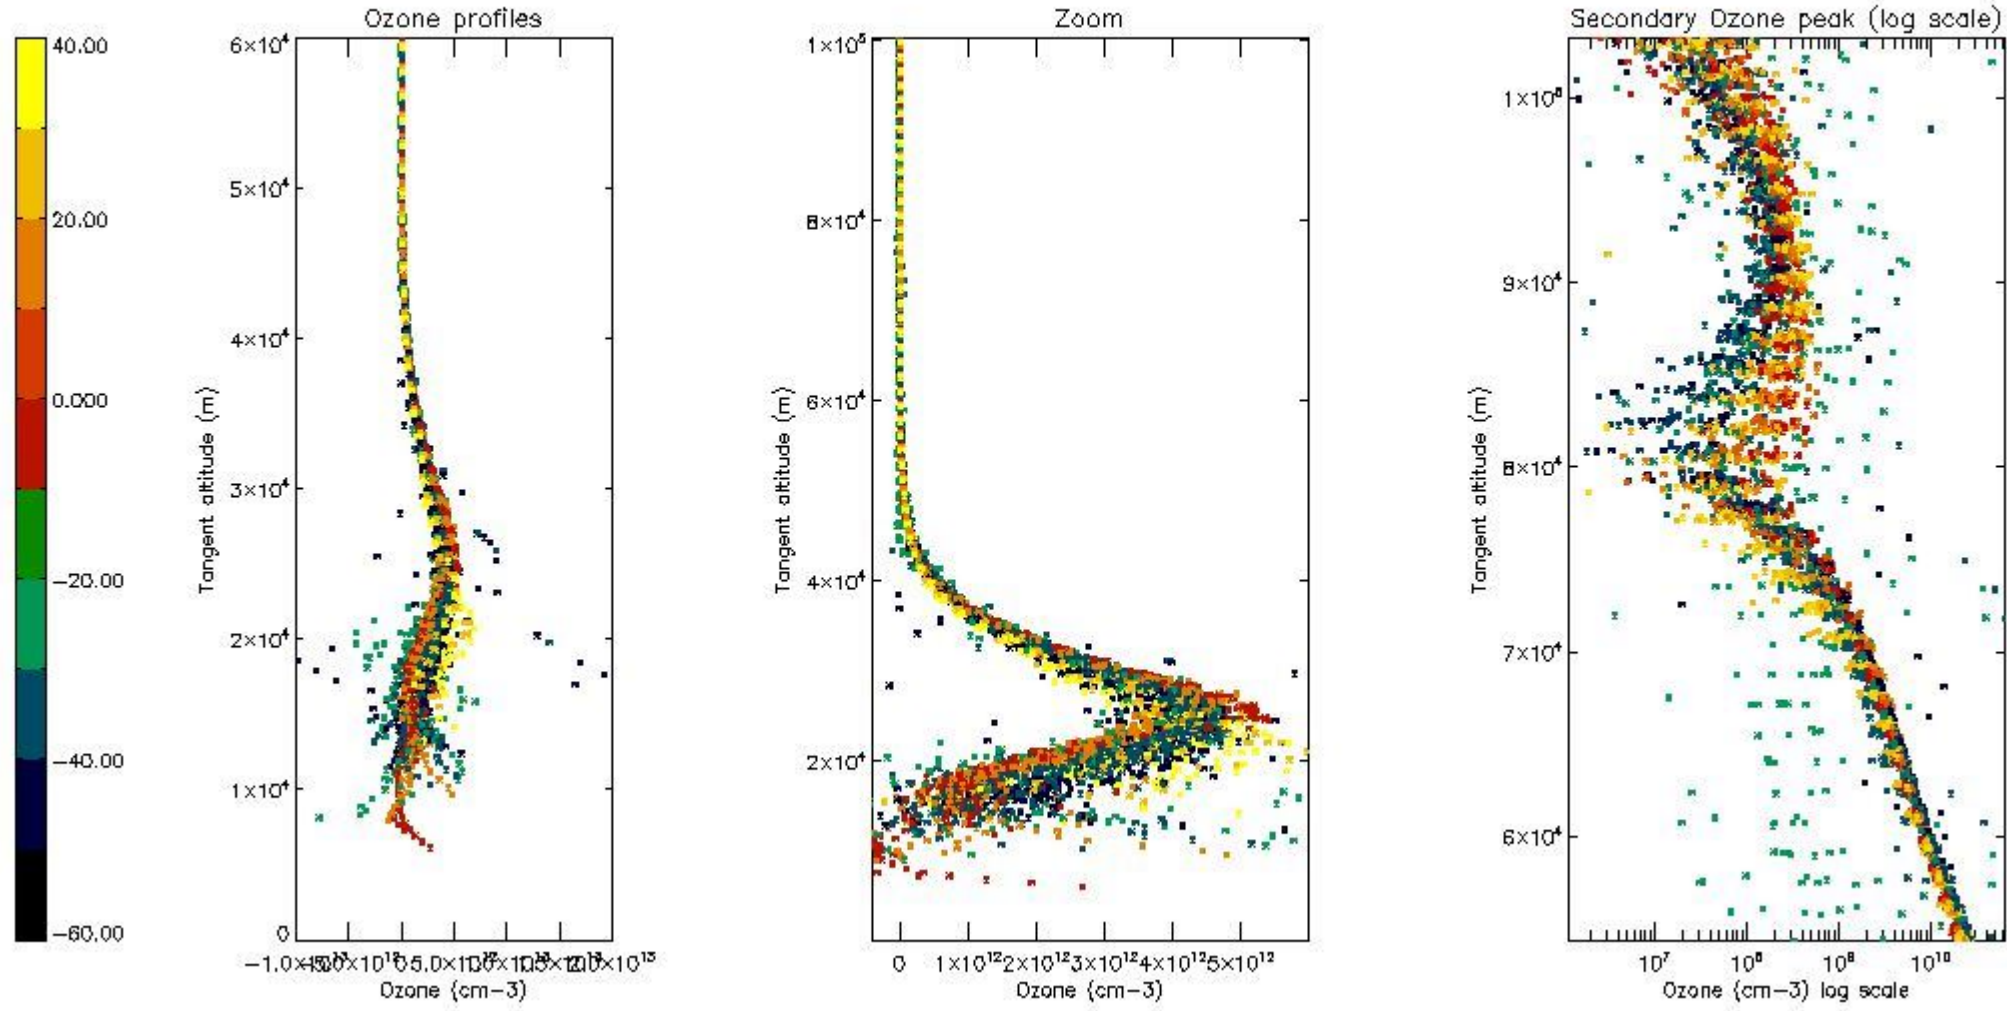 Ozone profiles
Zoom
Secondary Ozone peak (log scale)
40.00
20.00
0.000
−20.00
−40.00
−60.00
6×10⁴
5×10⁴
4×10⁴
3×10⁴
2×10⁴
1×10⁴
0
Tangent altitude (m)
Ozone (cm−3)
1×10⁵
8×10⁴
6×10⁴
4×10⁴
2×10⁴
Tangent altitude (m)
0 1×10¹² 2×10¹² 3×10¹² 4×10¹² 5×10¹²
Ozone (cm−3)
9×10⁴
8×10⁴
7×10⁴
6×10⁴
Tangent altitude (m)
10⁷ 10¹⁰
Ozone (cm−3) log scale